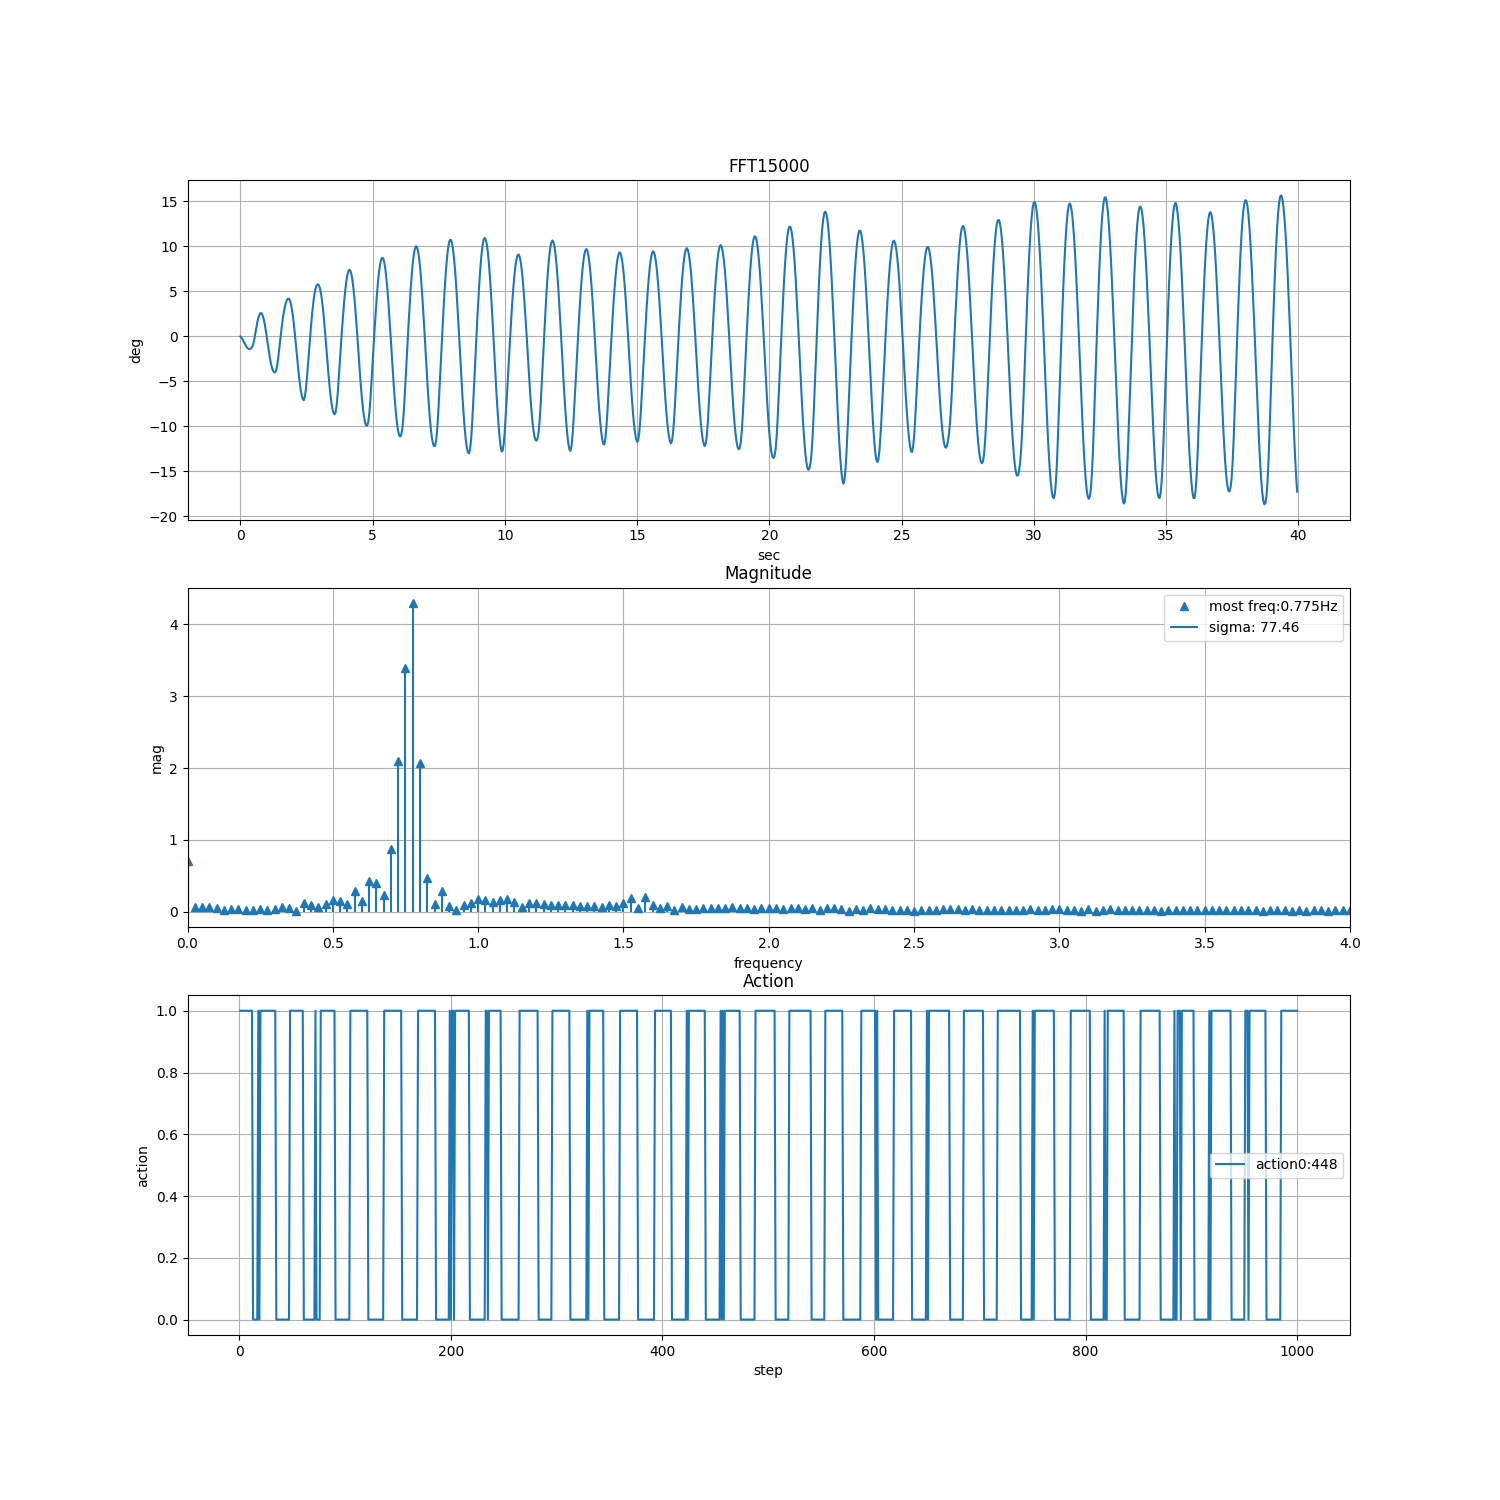 FFT15000
15
10
5
0
−5
−10
−15
−20
deg
0 5 10 15 20 25 30 35 40
sec
Magnitude
4
3
2
1
0
mag
most freq:0.775Hz
sigma: 77.46
0.0 0.5 1.0 1.5 2.0 2.5 3.0 3.5 4.0
frequency
Action
1.0
0.8
0.6
0.4
0.2
0.0
action
action0:448
0 200 400 600 800 1000
step